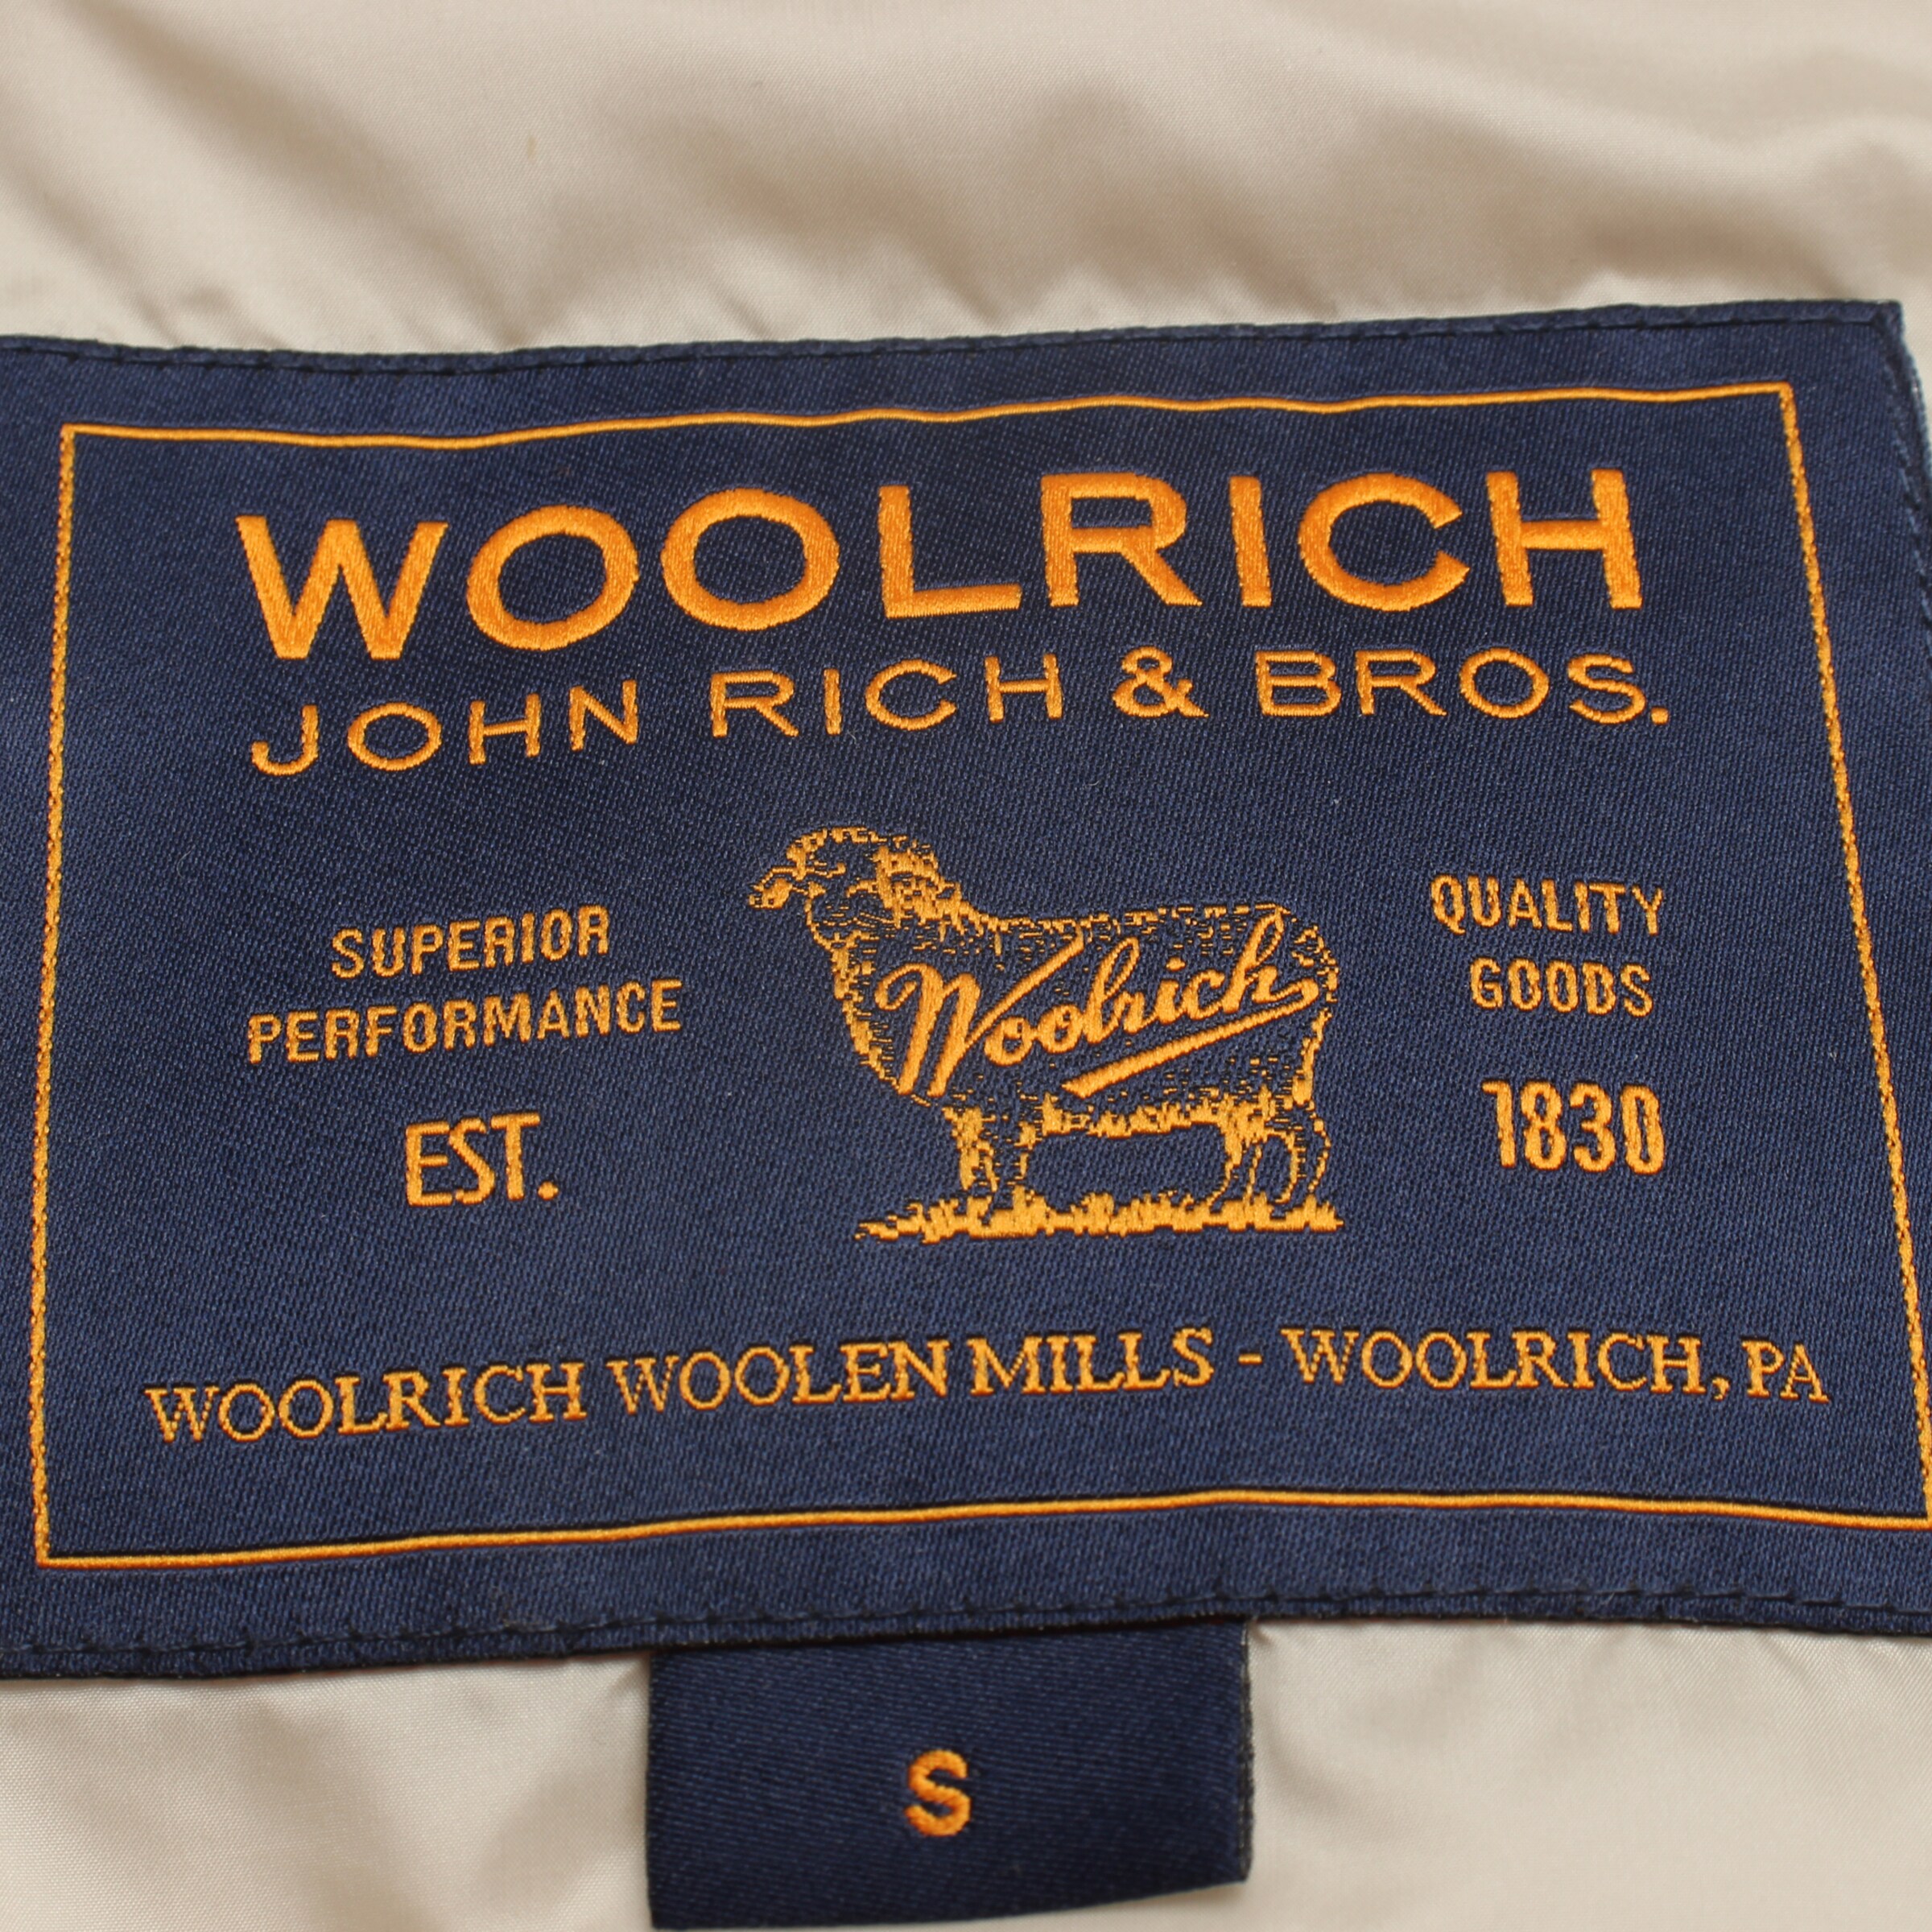 WOOLRICH
JOHN RICH & BROS.
SUPERIOR
PERFORMANCE
EST.
Woolrich
QUALITY
GOODS
1830
WOOLRICH WOOLEN MILLS - WOOLRICH, PA
S